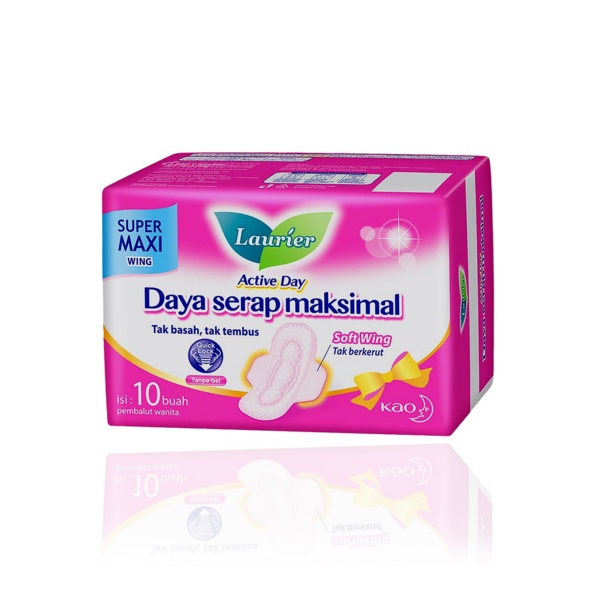 SUPER
MAXI
WING
Laurier
Active Day
Daya serap maksimal
Tak basah, tak tembus
Soft Wing
Tak berkerut
Quick
Lock
Tanpa Gel
isi : 10 buah
pembalut wanita
Kao